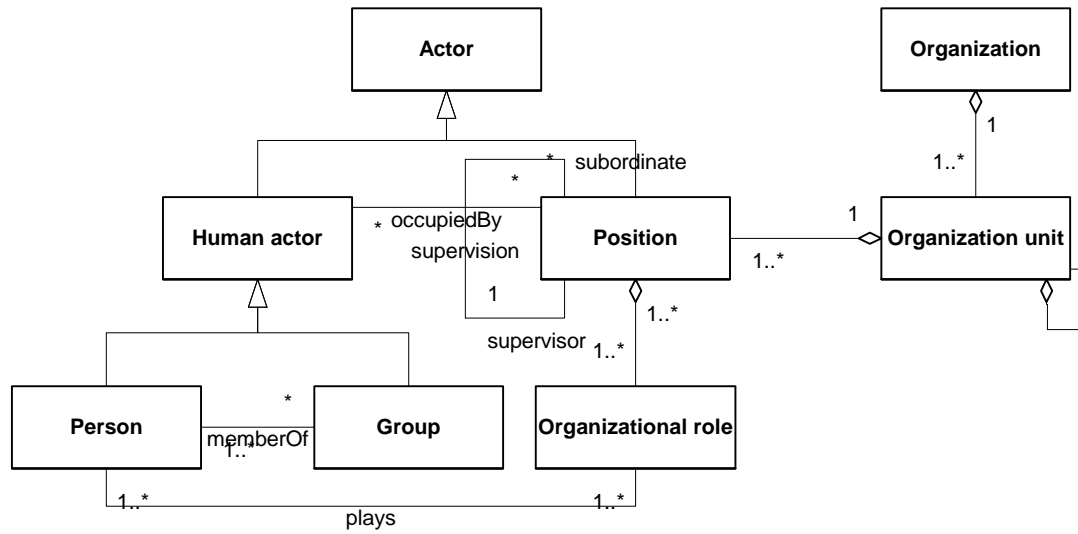 Actor
Organization
1
1..*
* subordinate
*
Human actor
* occupiedBy
supervision
Position
1
1..*
Organization unit
1
1..*
supervisor
1..*
Person
*
memberOf
1..*
Group
Organizational role
1..*
plays
1..*